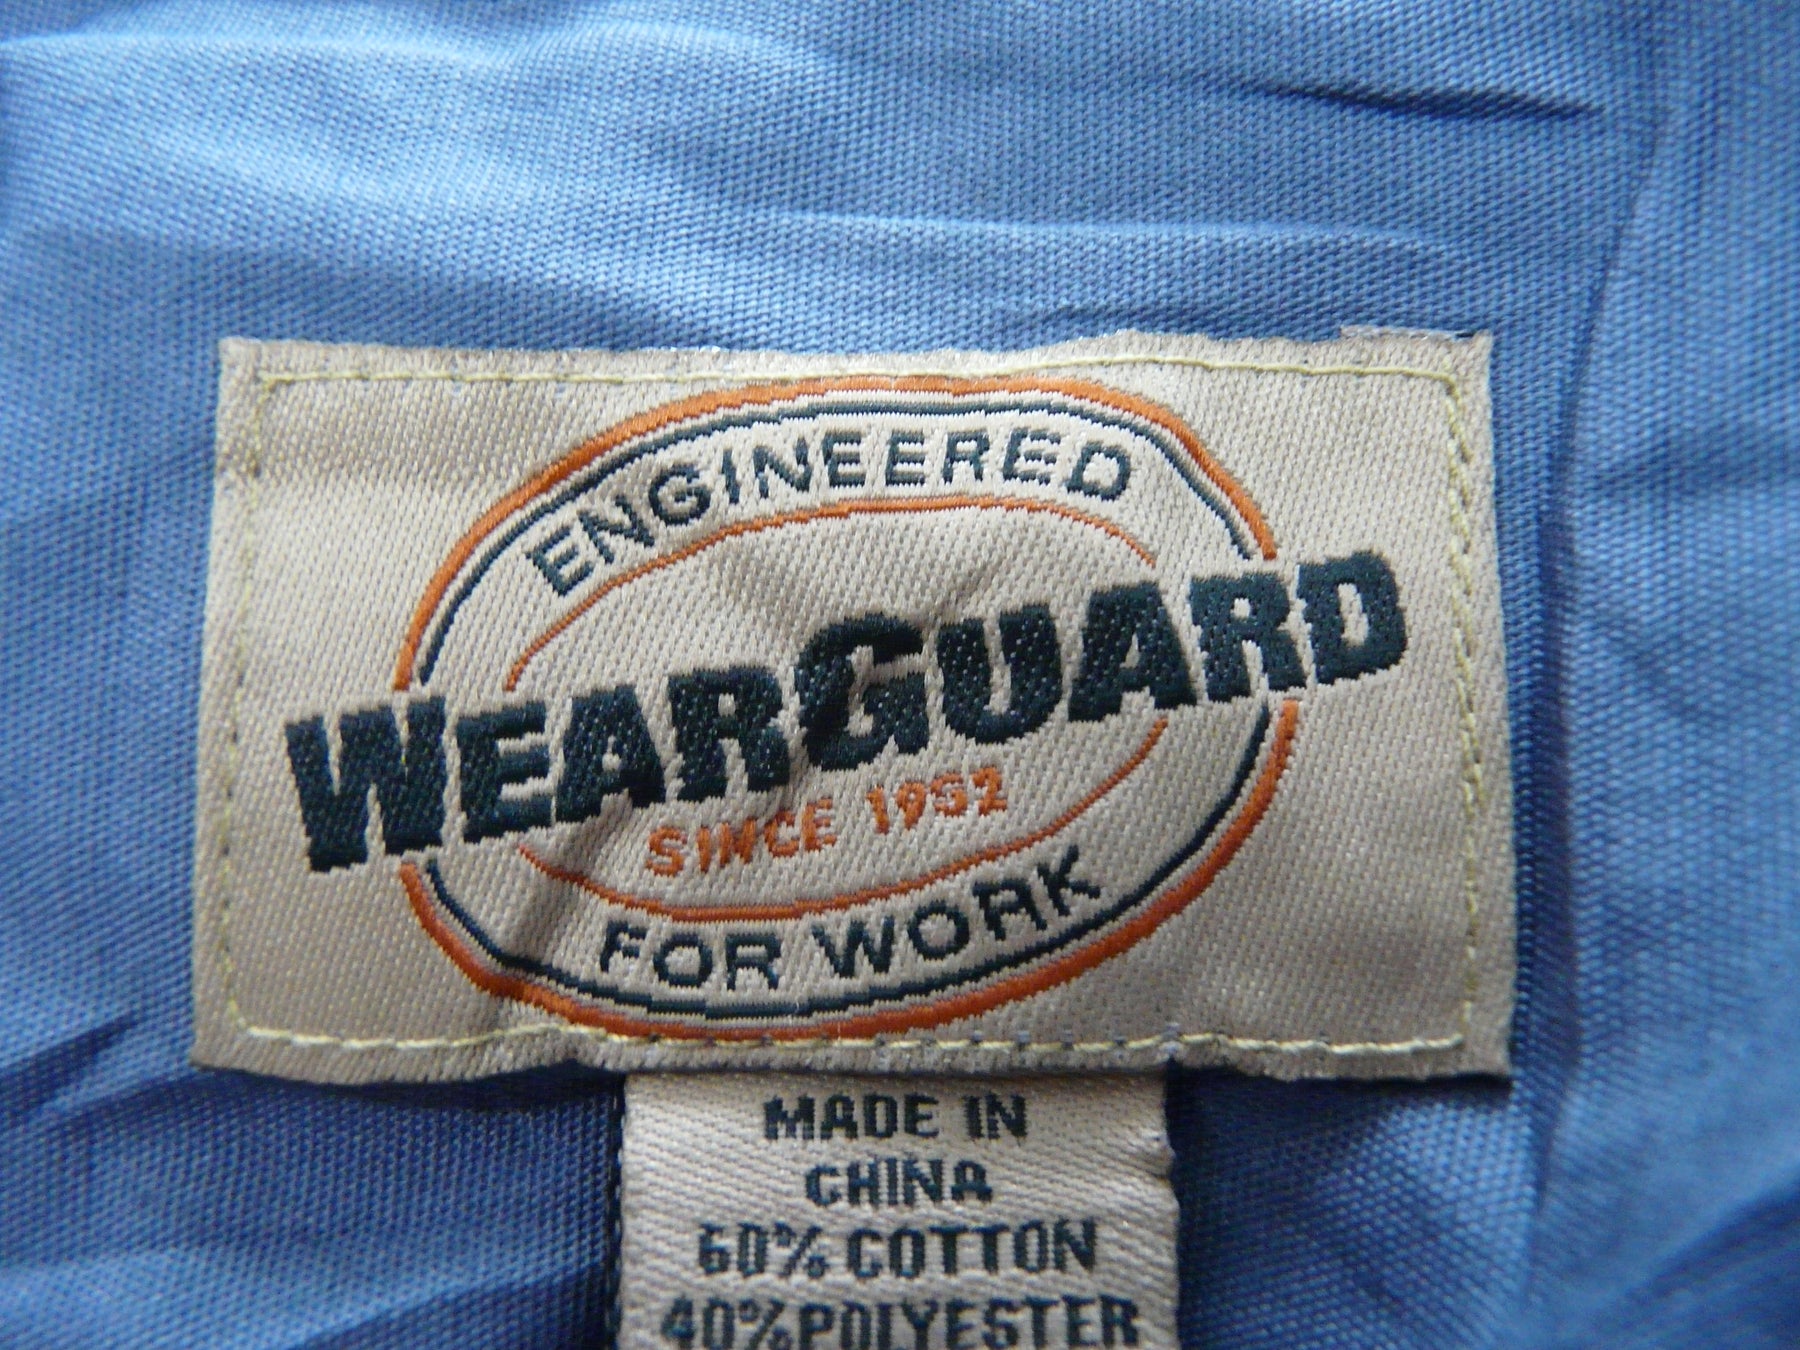 ENGINEERED
WEARGUARD
SINCE 1952
FOR WORK
MADE IN
CHINA
60% COTTON
40% POLYESTER